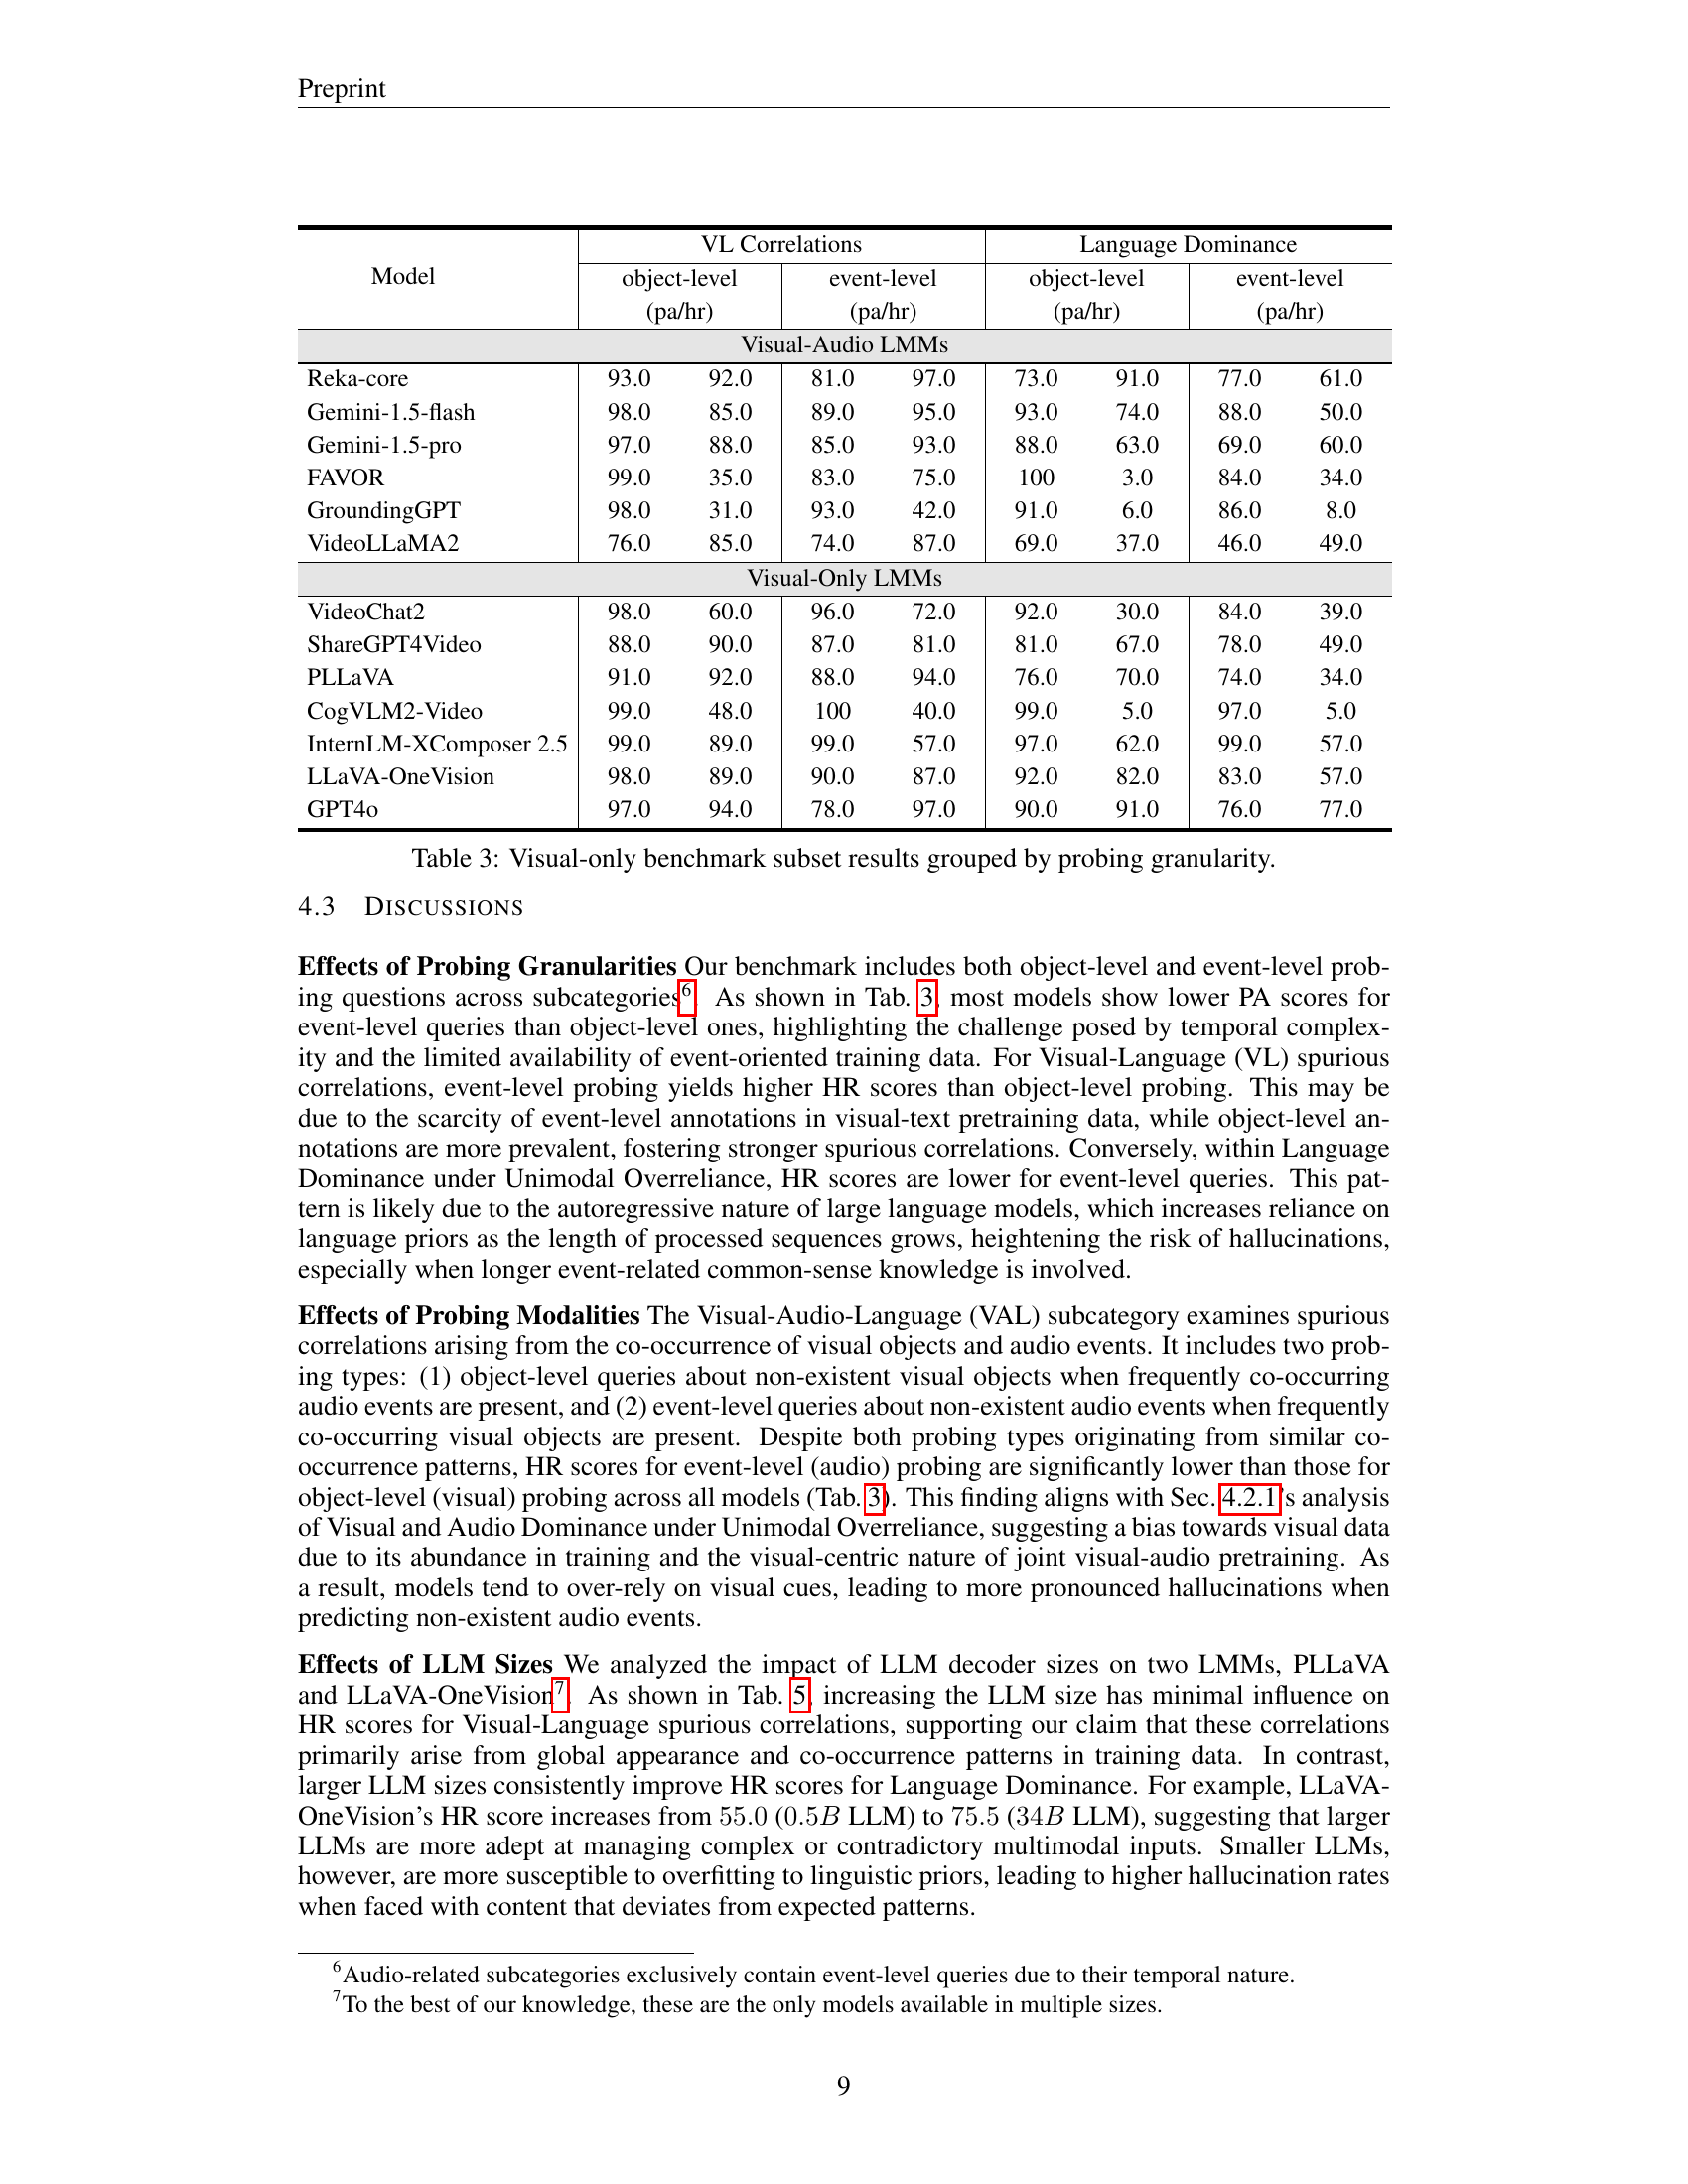 Preprint
VL Correlations Language Dominance
Model object-level event-level object-level event-level
(pa/hr) (pa/hr) (pa/hr) (pa/hr)
Visual-Audio LMMs
Reka-core 93.0 92.0 81.0 97.0 73.0 91.0 77.0 61.0
Gemini-1.5-flash 98.0 85.0 89.0 95.0 93.0 74.0 88.0 50.0
Gemini-1.5-pro 97.0 88.0 85.0 93.0 88.0 63.0 69.0 60.0
FAVOR 99.0 35.0 83.0 75.0 100 3.0 84.0 34.0
GroundingGPT 98.0 31.0 93.0 42.0 91.0 6.0 86.0 8.0
VideoLLaMA2 76.0 85.0 74.0 87.0 69.0 37.0 46.0 49.0
Visual-Only LMMs
VideoChat2 98.0 60.0 96.0 72.0 92.0 30.0 84.0 39.0
ShareGPT4Video 88.0 90.0 87.0 81.0 81.0 67.0 78.0 49.0
PLLaVA 91.0 92.0 88.0 94.0 76.0 70.0 74.0 34.0
CogVLM2-Video 99.0 48.0 100 40.0 99.0 5.0 97.0 5.0
InternLM-XComposer 2.5 99.0 89.0 99.0 57.0 97.0 62.0 99.0 57.0
LLaVA-OneVision 98.0 89.0 90.0 87.0 92.0 82.0 83.0 57.0
GPT4o 97.0 94.0 78.0 97.0 90.0 91.0 76.0 77.0
Table 3: Visual-only benchmark subset results grouped by probing granularity.
4.3 DISCUSSIONS
Effects of Probing Granularities Our benchmark includes both object-level and event-level prob-
ing questions across subcategories6. As shown in Tab. 3, most models show lower PA scores for
event-level queries than object-level ones, highlighting the challenge posed by temporal complex-
ity and the limited availability of event-oriented training data. For Visual-Language (VL) spurious
correlations, event-level probing yields higher HR scores than object-level probing. This may be
due to the scarcity of event-level annotations in visual-text pretraining data, while object-level an-
notations are more prevalent, fostering stronger spurious correlations. Conversely, within Language
Dominance under Unimodal Overreliance, HR scores are lower for event-level queries. This pat-
tern is likely due to the autoregressive nature of large language models, which increases reliance on
language priors as the length of processed sequences grows, heightening the risk of hallucinations,
especially when longer event-related common-sense knowledge is involved.
Effects of Probing Modalities The Visual-Audio-Language (VAL) subcategory examines spurious
correlations arising from the co-occurrence of visual objects and audio events. It includes two prob-
ing types: (1) object-level queries about non-existent visual objects when frequently co-occurring
audio events are present, and (2) event-level queries about non-existent audio events when frequently
co-occurring visual objects are present. Despite both probing types originating from similar co-
occurrence patterns, HR scores for event-level (audio) probing are significantly lower than those for
object-level (visual) probing across all models (Tab. 3). This finding aligns with Sec. 4.2.1's analysis
of Visual and Audio Dominance under Unimodal Overreliance, suggesting a bias towards visual data
due to its abundance in training and the visual-centric nature of joint visual-audio pretraining. As
a result, models tend to over-rely on visual cues, leading to more pronounced hallucinations when
predicting non-existent audio events.
Effects of LLM Sizes We analyzed the impact of LLM decoder sizes on two LMMs, PLLaVA
and LLaVA-OneVision7. As shown in Tab. 5, increasing the LLM size has minimal influence on
HR scores for Visual-Language spurious correlations, supporting our claim that these correlations
primarily arise from global appearance and co-occurrence patterns in training data. In contrast,
larger LLM sizes consistently improve HR scores for Language Dominance. For example, LLaVA-
OneVision's HR score increases from 55.0 (0.5B LLM) to 75.5 (34B LLM), suggesting that larger
LLMs are more adept at managing complex or contradictory multimodal inputs. Smaller LLMs,
however, are more susceptible to overfitting to linguistic priors, leading to higher hallucination rates
when faced with content that deviates from expected patterns.
6Audio-related subcategories exclusively contain event-level queries due to their temporal nature.
7To the best of our knowledge, these are the only models available in multiple sizes.
9